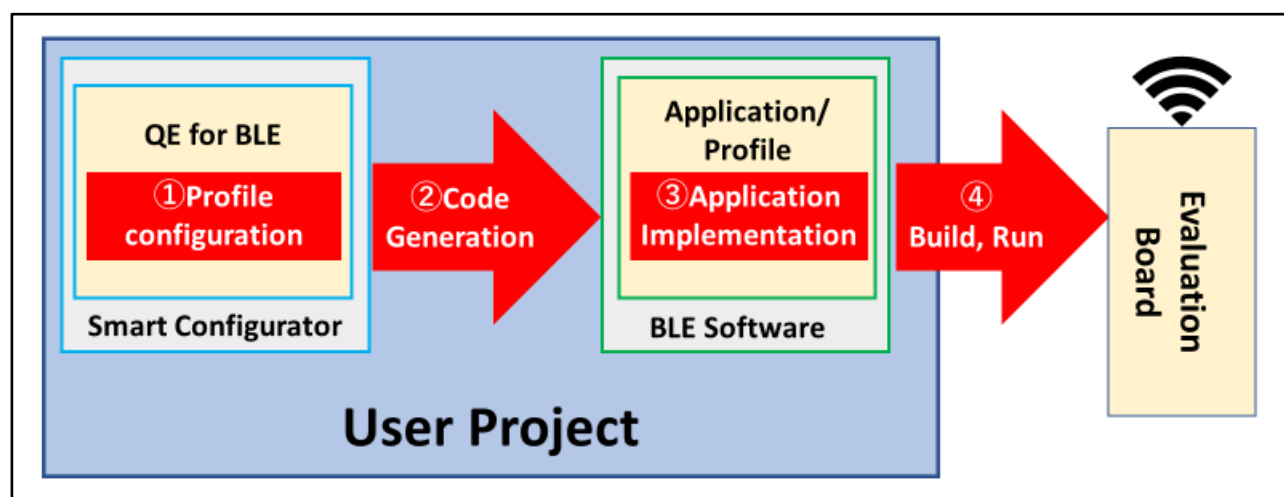 QE for BLE
①Profile
configuration
Smart Configurator
②Code
Generation
Application/
Profile
③Application
Implementation
BLE Software
④
Build, Run
Evaluation
Board
User Project